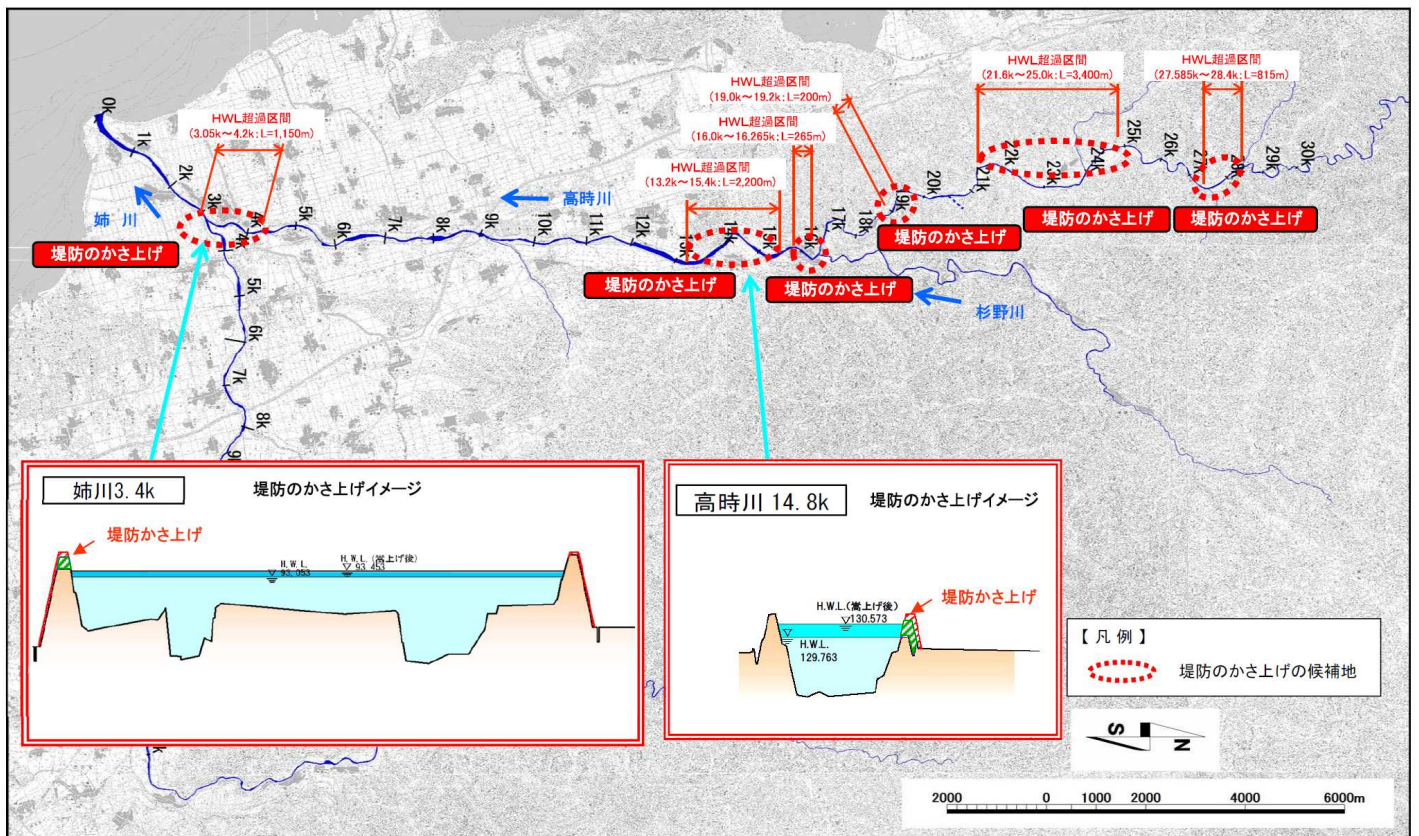 HWL超過区間
(3.05k～4.2k:L=1,150m)
HWL超過区間
(13.2k～15.4k:L=2,200m)
HWL超過区間
(16.0k～16.265k:L=265m)
HWL超過区間
(19.0k～19.2k:L=200m)
HWL超過区間
(21.6k～25.0k:L=3,400m)
HWL超過区間
(27.585k～28.4k:L=815m)
0k
1k
2k
3k
4k
5k
6k
7k
8k
9k
10k
11k
12k
13k
14k
15k
16k
17k
18k
19k
20k
21k
22k
23k
24k
25k
26k
27k
28k
29k
30k
4k
5k
6k
7k
8k
姉 川
高時川
杉野川
堤防のかさ上げ
堤防のかさ上げ
堤防のかさ上げ
堤防のかさ上げ
堤防のかさ上げ
堤防のかさ上げ
姉川3.4k
堤防のかさ上げイメージ
堤防かさ上げ
H.W.L.
H.W.L.(嵩上げ後)
93.453
高時川 14.8k
堤防のかさ上げイメージ
堤防かさ上げ
H.W.L.(嵩上げ後)
130.573
H.W.L.
129.763
【 凡 例 】
堤防のかさ上げの候補地
S
N
2000 0 1000 2000 4000 6000m